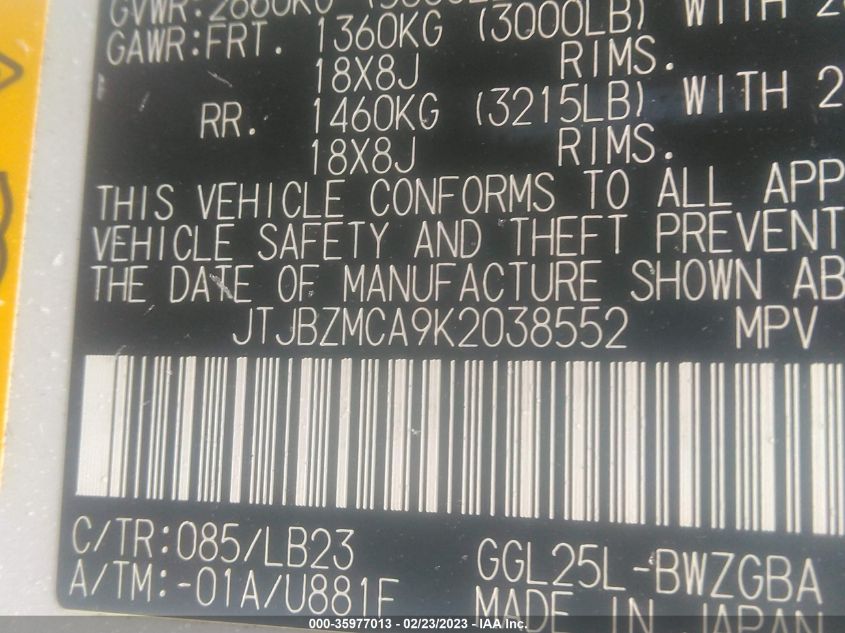 GVWR:2660KG
GAWR:FRT. 1360KG (3000LB) WITH
18X8J RIMS.
RR. 1460KG (3215LB) WITH 2
18X8J RIMS.
THIS VEHICLE CONFORMS TO ALL APP
VEHICLE SAFETY AND THEFT PREVENT
THE DATE OF MANUFACTURE SHOWN AB
JTJBZMCA9K2038552 MPV
C/TR:085/LB23 GGL25L-BWZGBA
A/TM:-01A/U881F MADE IN JAPAN
000-35977013 - 02/23/2023 - IAA Inc.